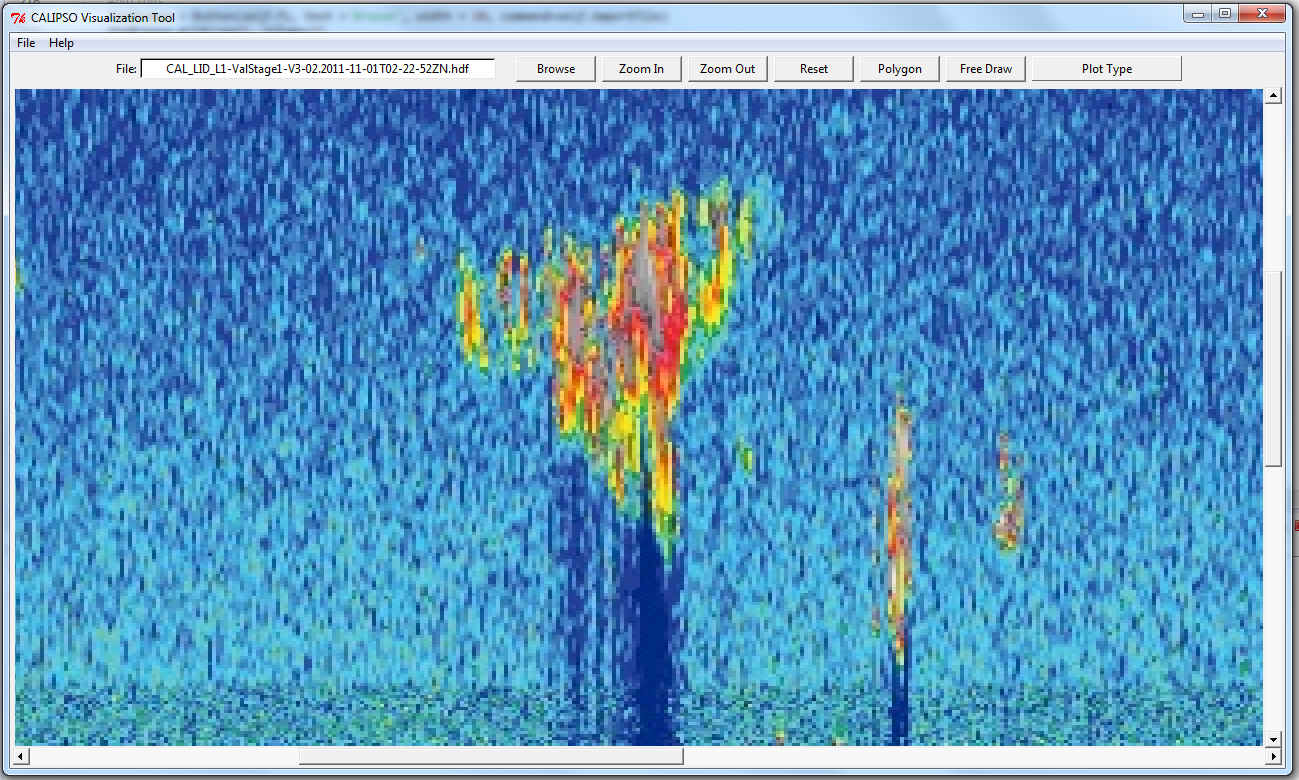 CALIPSO Visualization Tool
File Help
File: CAL_LID_L1-ValStage1-V3-02.2011-11-01T02-22-52ZN.hdf Browse Zoom In Zoom Out Reset Polygon Free Draw Plot Type